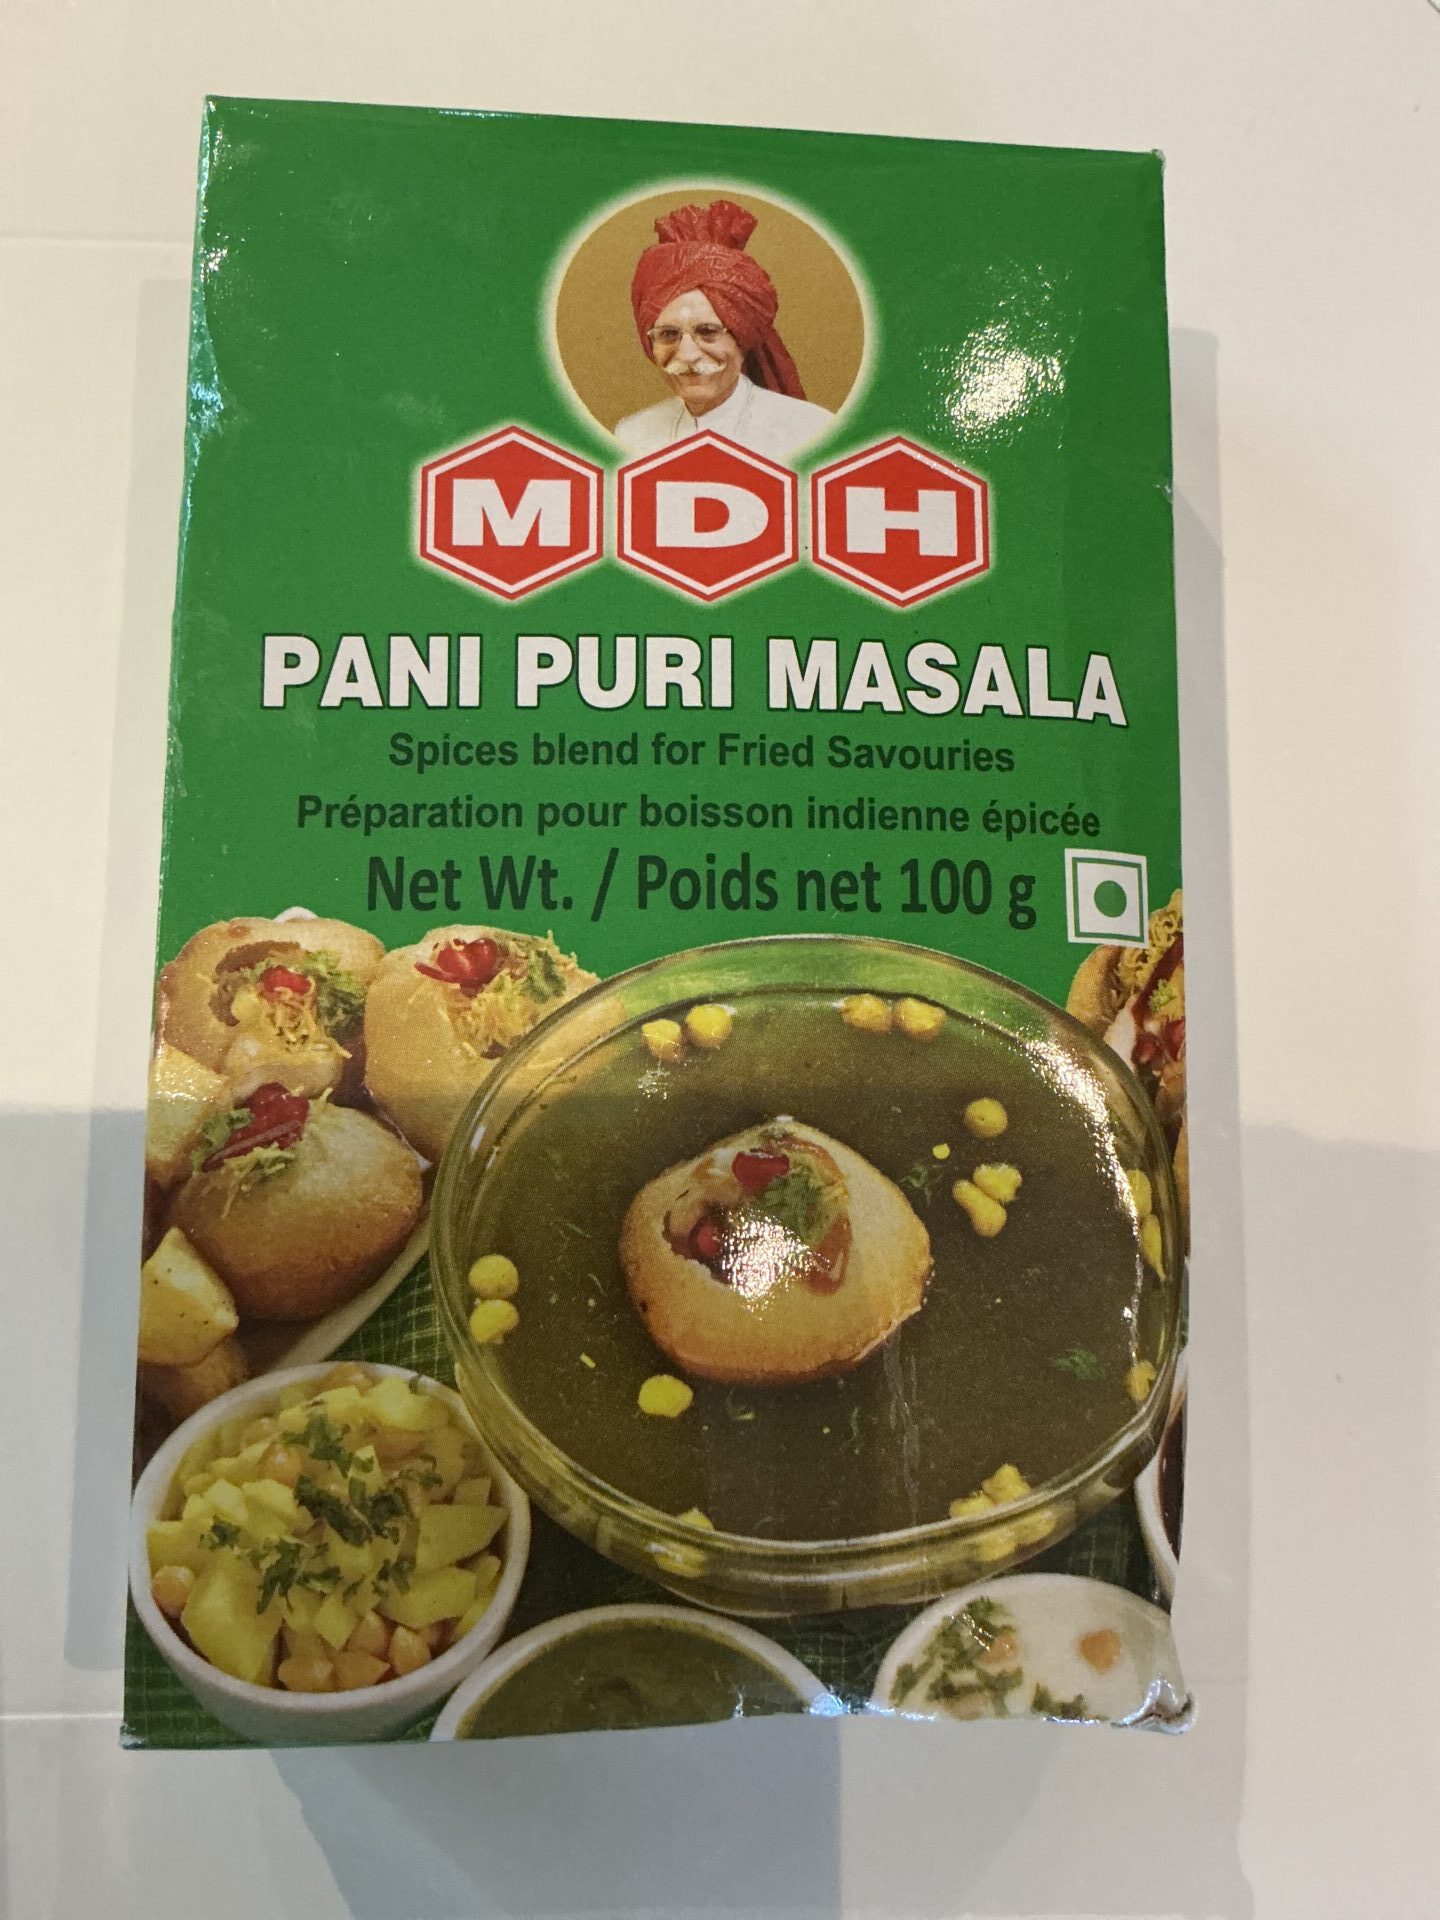 MDH
PANI PURI MASALA
Spices blend for Fried Savouries
Préparation pour boisson indienne épicée
Net Wt. / Poids net 100 g